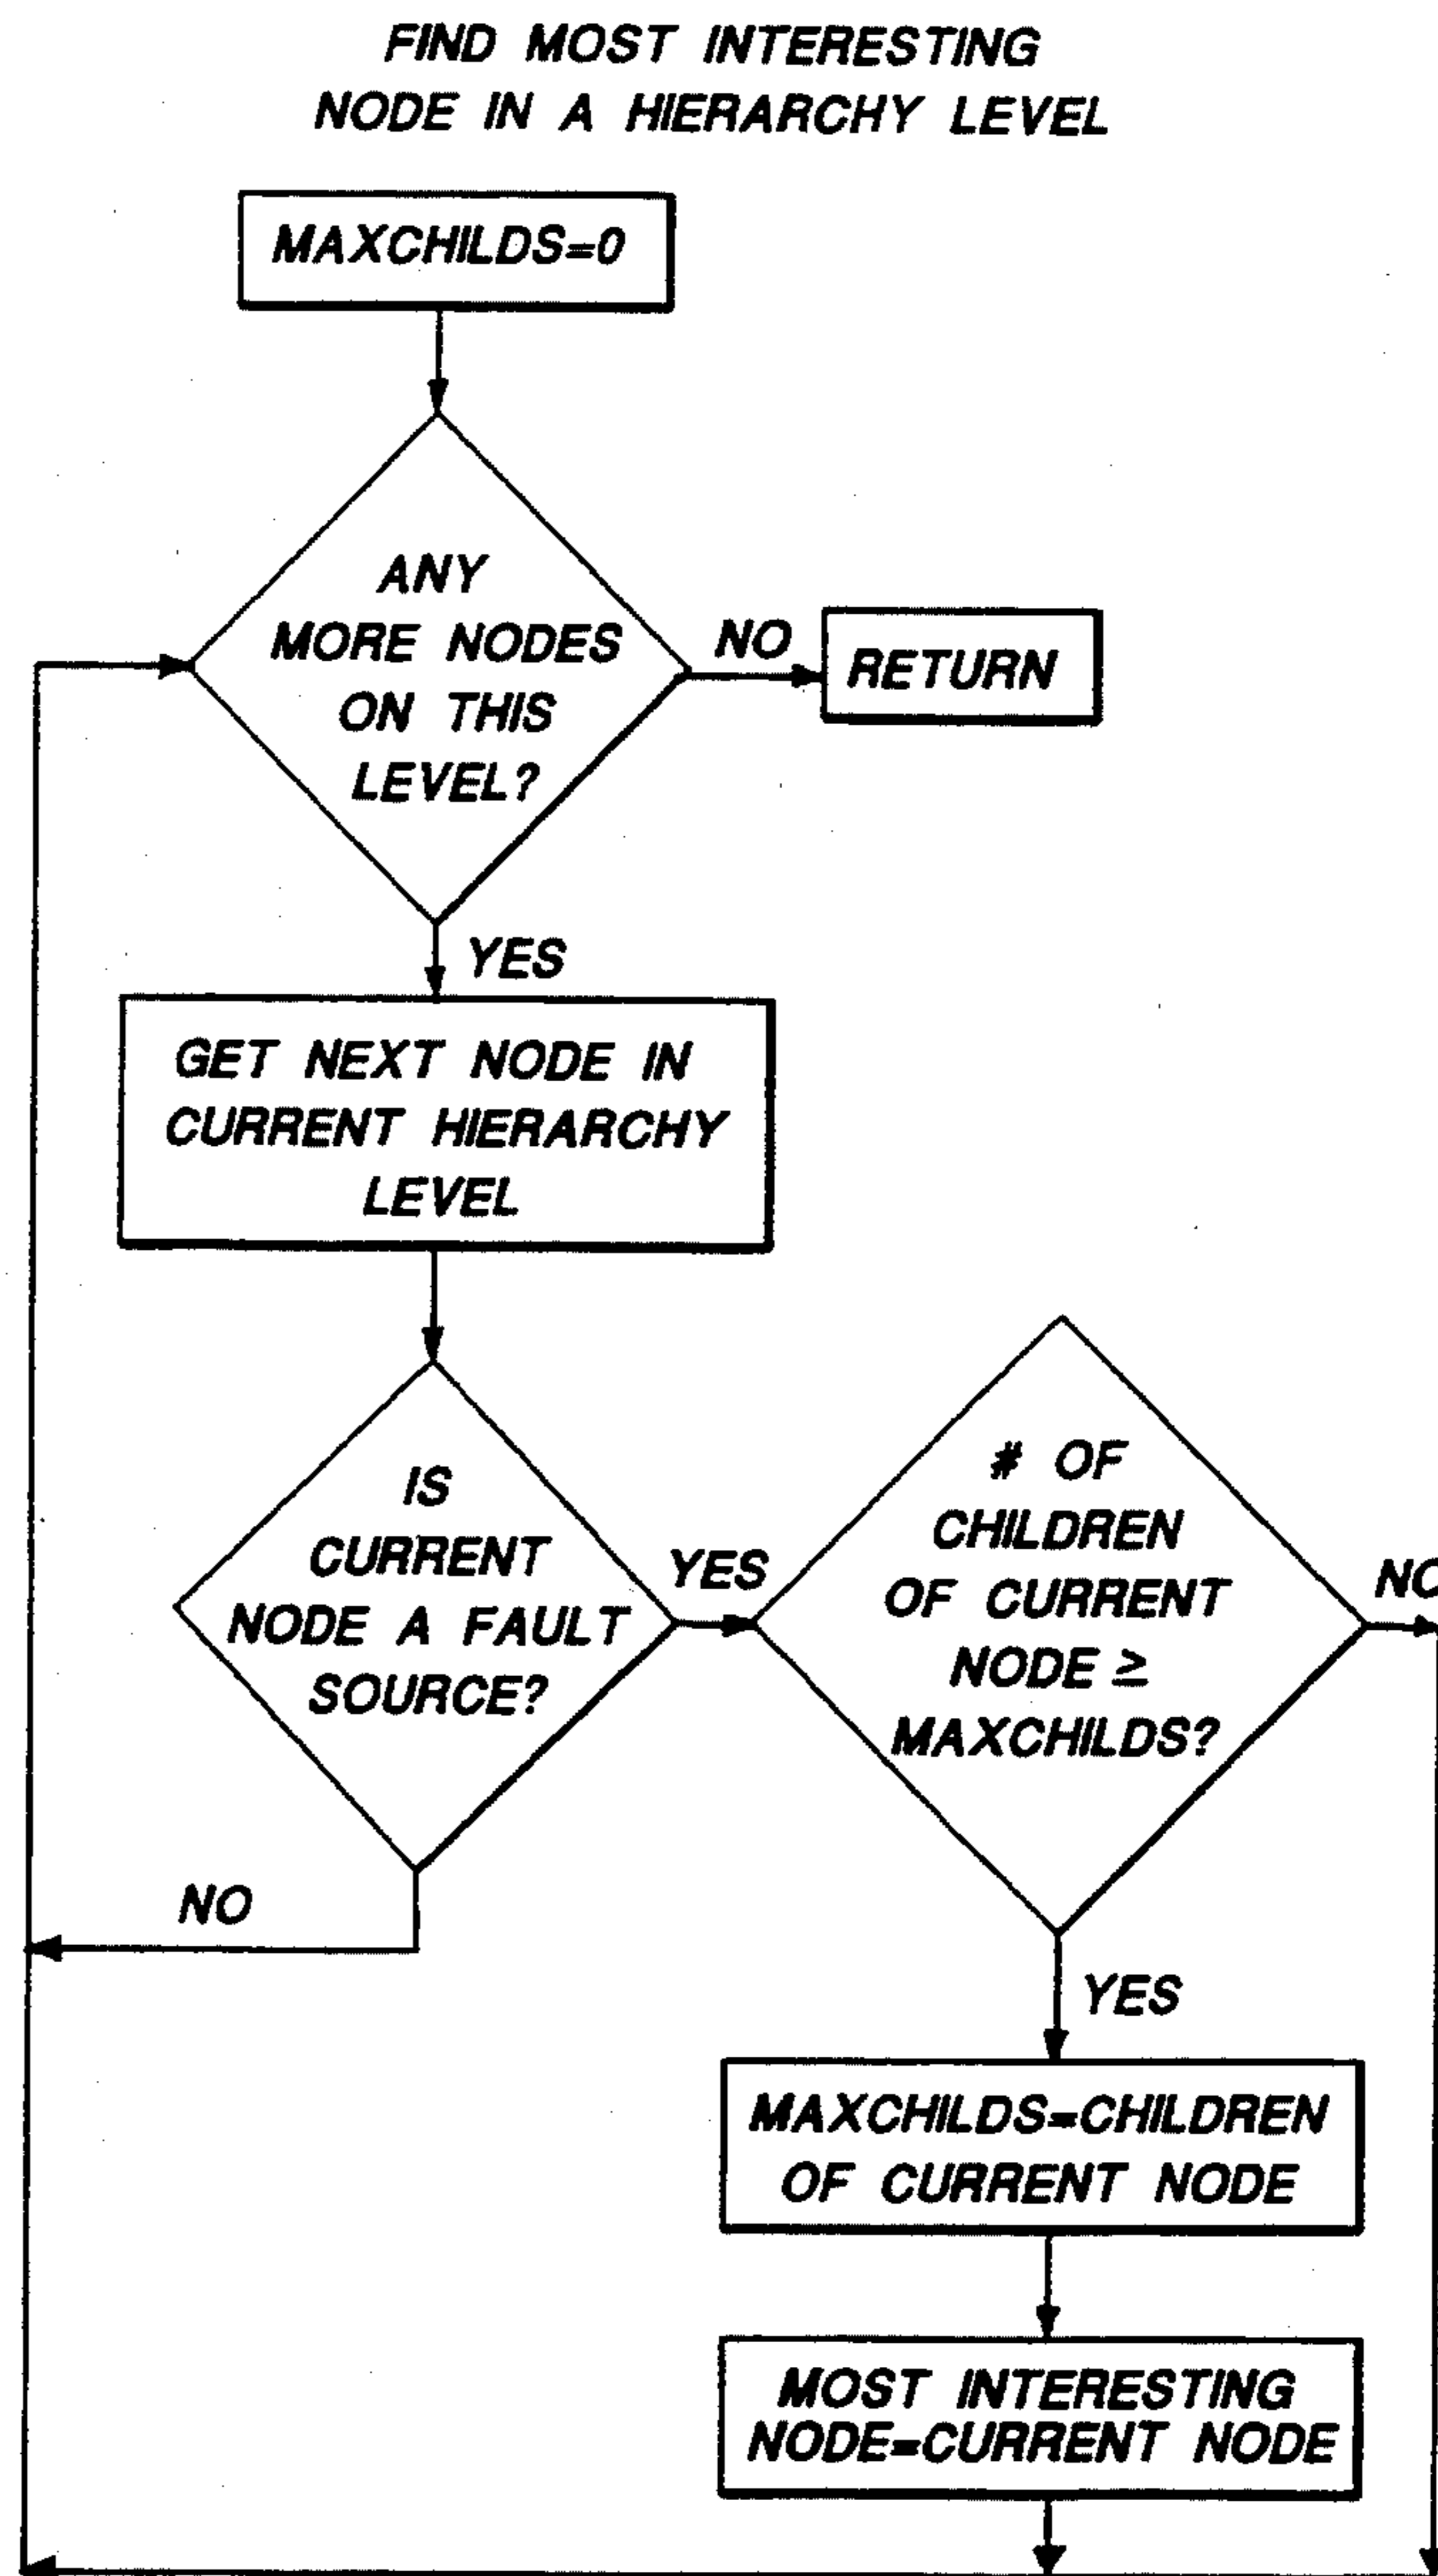 FIND MOST INTERESTING
NODE IN A HIERARCHY LEVEL
MAXCHILDS=0
ANY
MORE NODES
ON THIS
LEVEL?
NO
RETURN
YES
GET NEXT NODE IN
CURRENT HIERARCHY
LEVEL
IS
CURRENT
NODE A FAULT
SOURCE?
YES
# OF
CHILDREN
OF CURRENT
NODE ≥
MAXCHILDS?
NO
NO
YES
MAXCHILDS=CHILDREN
OF CURRENT NODE
MOST INTERESTING
NODE=CURRENT NODE